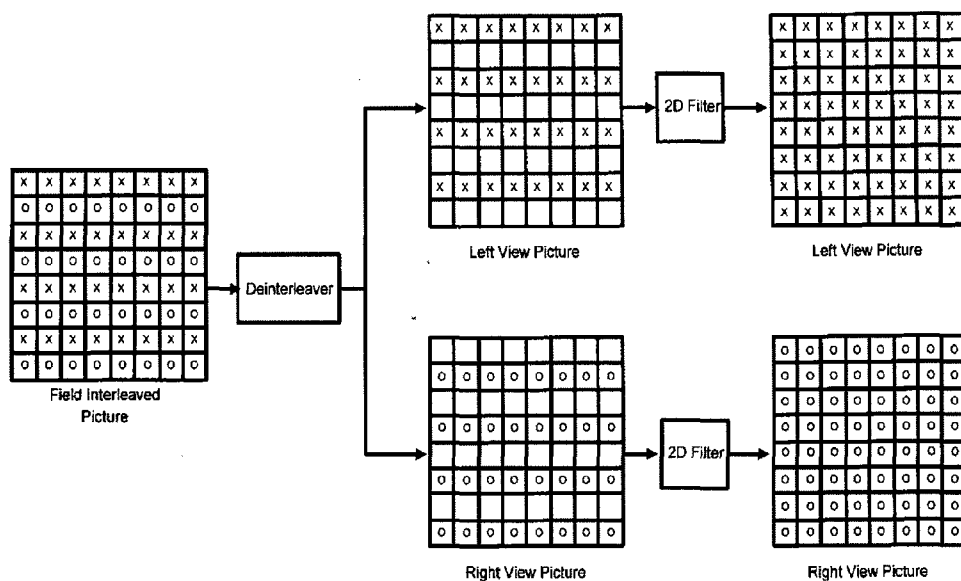 X X X X X X X X
O O O O O O O O
X X X X X X X X
O O O O O O O O
X X X X X X X X
O O O O O O O O
X X X X X X X X
O O O O O O O O
Field Interleaved
Picture
Deinterleaver
X X X X X X X X
X X X X X X X X
X X X X X X X X
X X X X X X X X
Left View Picture
2D Filter
X X X X X X X X
X X X X X X X X
X X X X X X X X
X X X X X X X X
X X X X X X X X
X X X X X X X X
X X X X X X X X
X X X X X X X X
Left View Picture
O O O O O O O O
O O O O O O O O
O O O O O O O O
O O O O O O O O
Right View Picture
2D Filter
O O O O O O O O
O O O O O O O O
O O O O O O O O
O O O O O O O O
O O O O O O O O
O O O O O O O O
O O O O O O O O
O O O O O O O O
Right View Picture